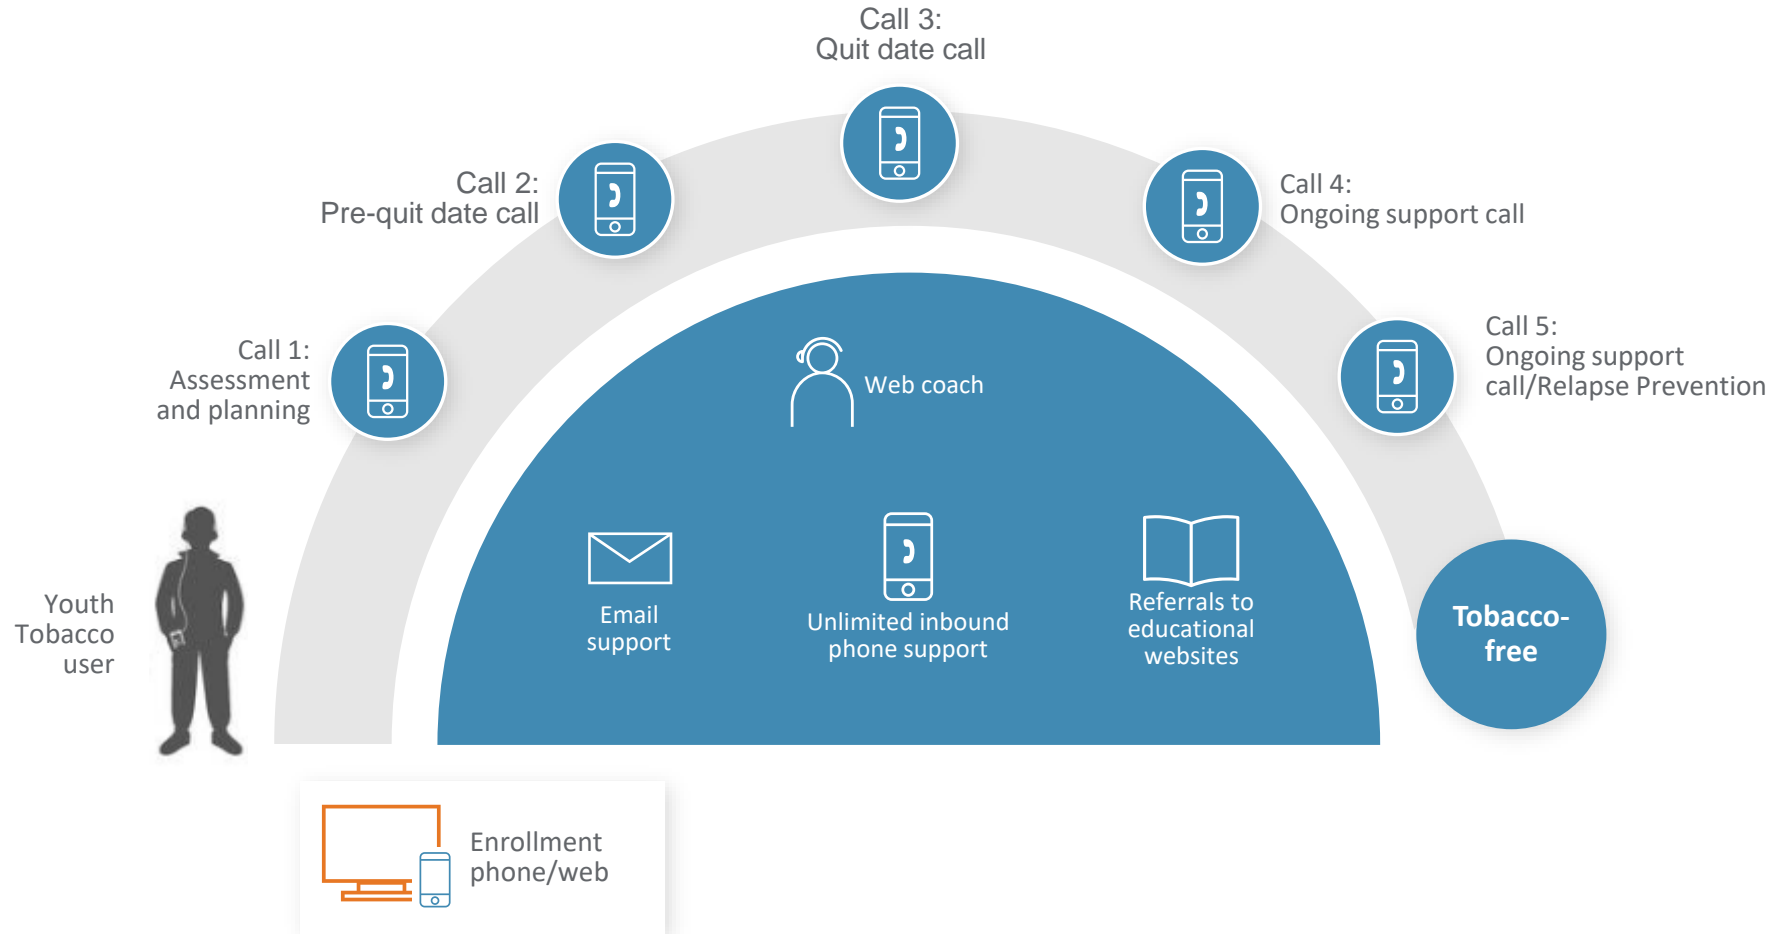 Call 3:
Quit date call
Call 2:
Pre-quit date call
Call 4:
Ongoing support call
Call 1:
Assessment
and planning
Call 5:
Ongoing support
call/Relapse Prevention
Web coach
Youth
Tobacco
user
Email
support
Unlimited inbound
phone support
Referrals to
educational
websites
Tobacco-
free
Enrollment
phone/web